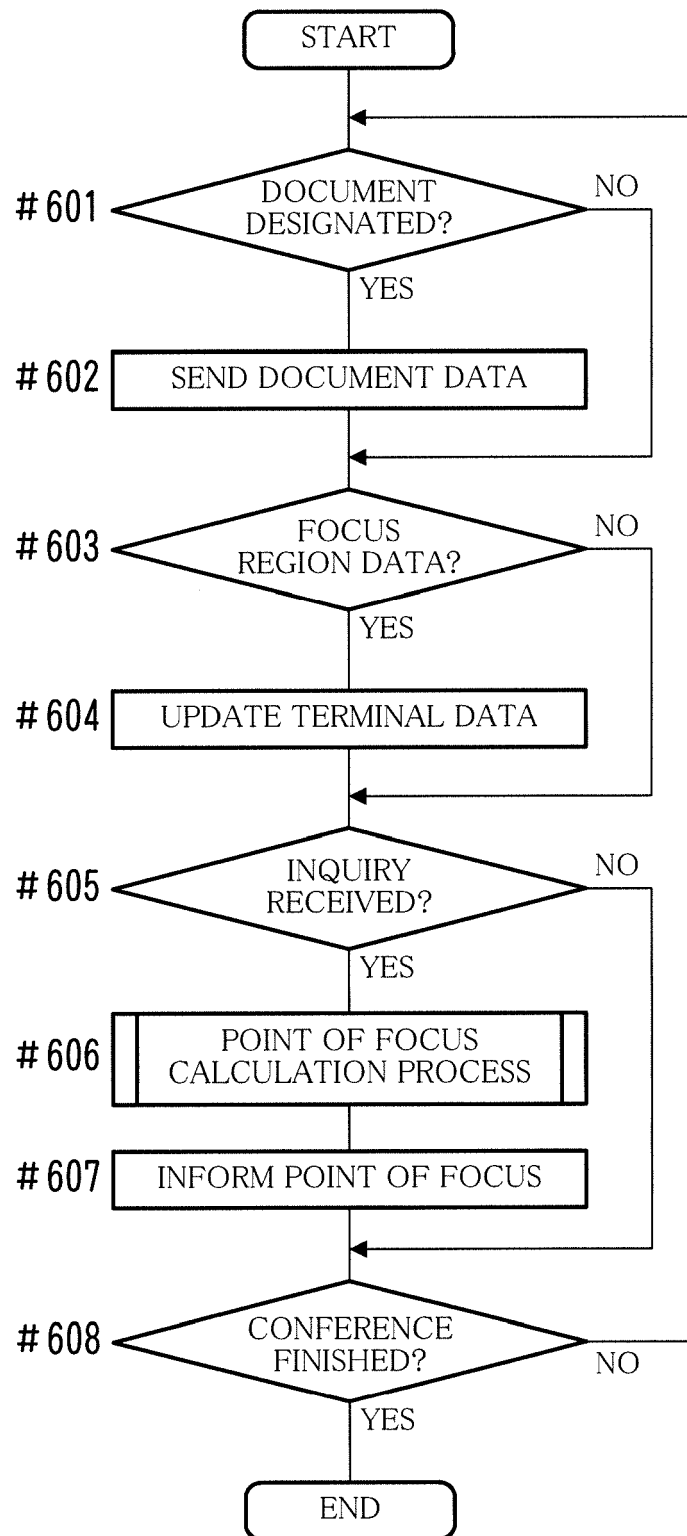 START
#601
DOCUMENT
DESIGNATED?
NO
YES
#602
SEND DOCUMENT DATA
#603
FOCUS
REGION DATA?
NO
YES
#604
UPDATE TERMINAL DATA
#605
INQUIRY
RECEIVED?
NO
YES
#606
POINT OF FOCUS
CALCULATION PROCESS
#607
INFORM POINT OF FOCUS
#608
CONFERENCE
FINISHED?
NO
YES
END